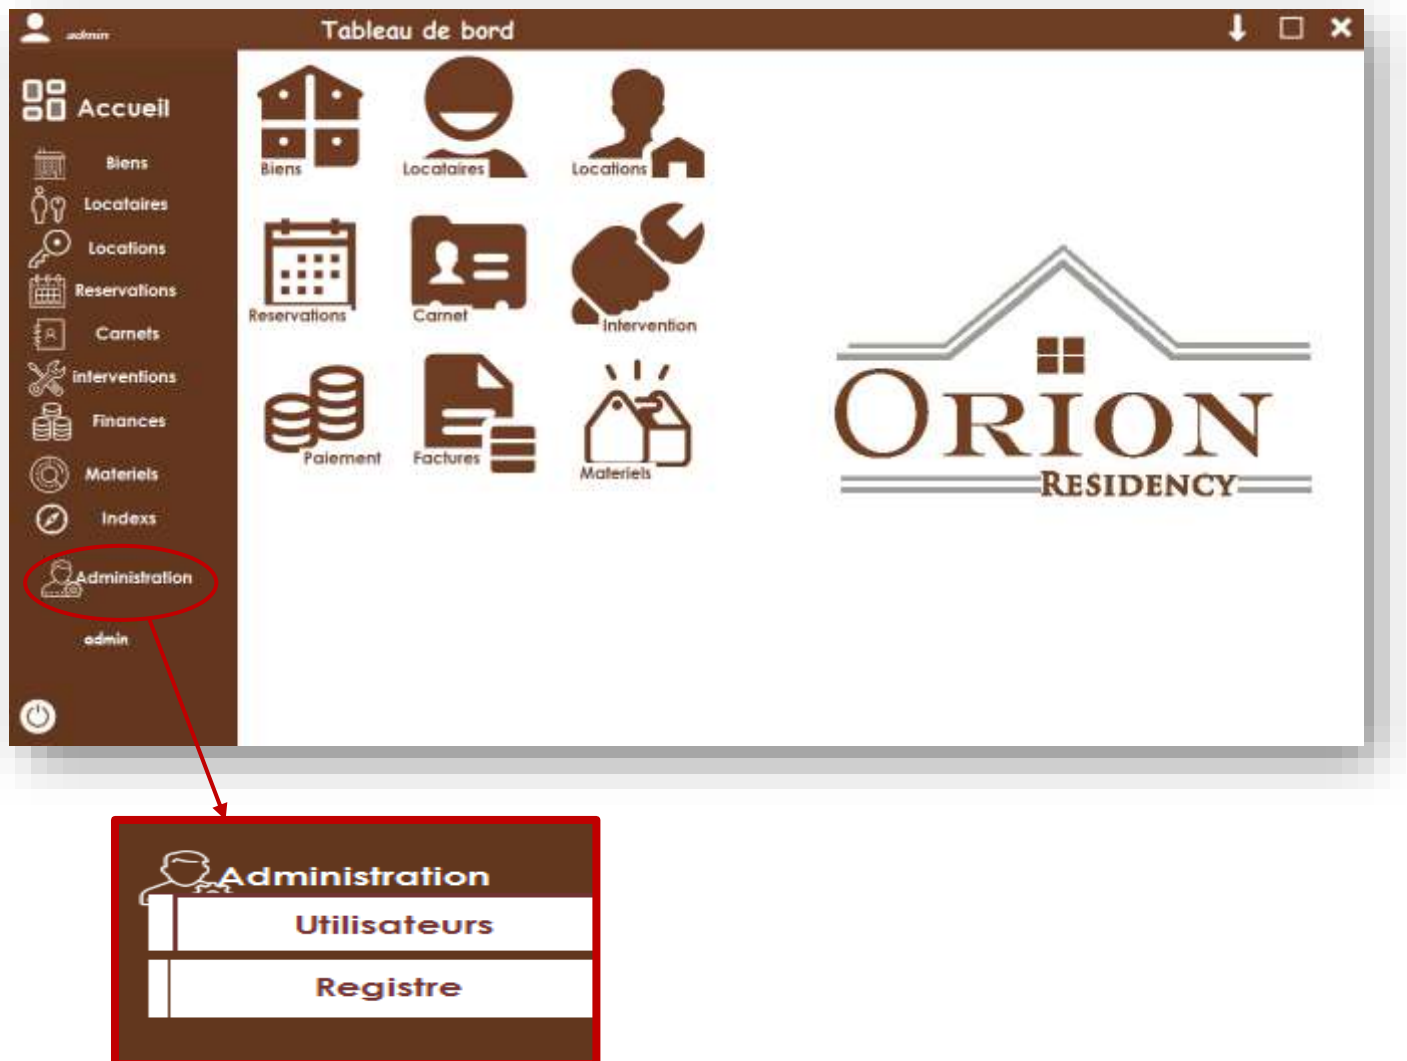 admin
Tableau de bord
Accueil
Biens
Locataires
Locations
Reservations
Carnets
interventions
Finances
Materiels
Indexs
Administration
admin
Biens
Locataires
Locations
Reservations
Carnet
Intervention
Paiement
Factures
Materiels
ORION
RESIDENCY
Administration
Utilisateurs
Registre